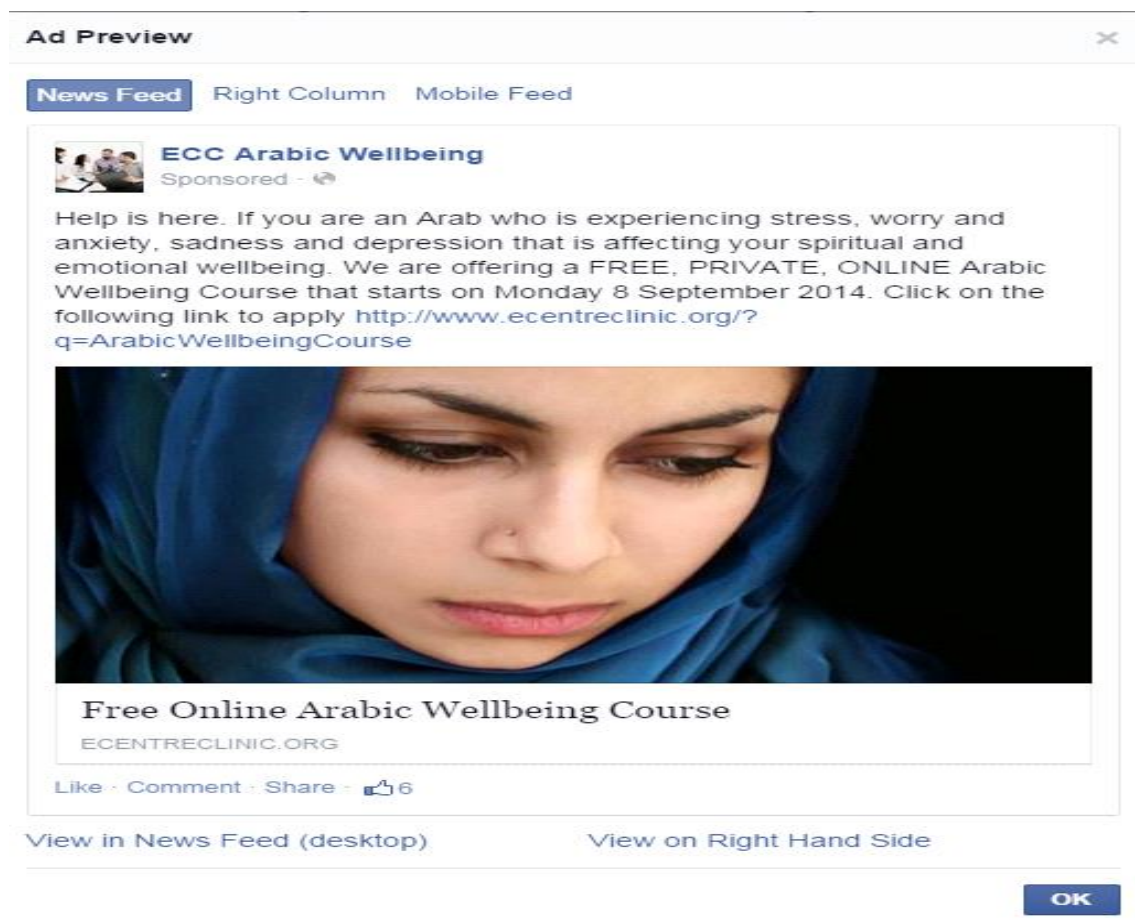 Ad Preview
News Feed Right Column Mobile Feed
ECC Arabic Wellbeing
Sponsored ·
Help is here. If you are an Arab who is experiencing stress, worry and
anxiety, sadness and depression that is affecting your spiritual and
emotional wellbeing. We are offering a FREE, PRIVATE, ONLINE Arabic
Wellbeing Course that starts on Monday 8 September 2014. Click on the
following link to apply http://www.ecentreclinic.org/?
q=ArabicWellbeingCourse
Free Online Arabic Wellbeing Course
ECENTRECLINIC.ORG
Like · Comment · Share · 6
View in News Feed (desktop) View on Right Hand Side
OK